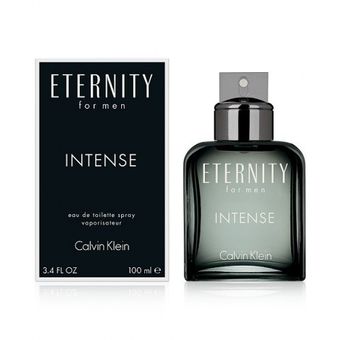 ETERNITY
for men
INTENSE
eau de toilette spray
vaporisateur
Calvin Klein
3.4 FL OZ 100 ml e
ETERNITY
for men
INTENSE
Calvin Klein